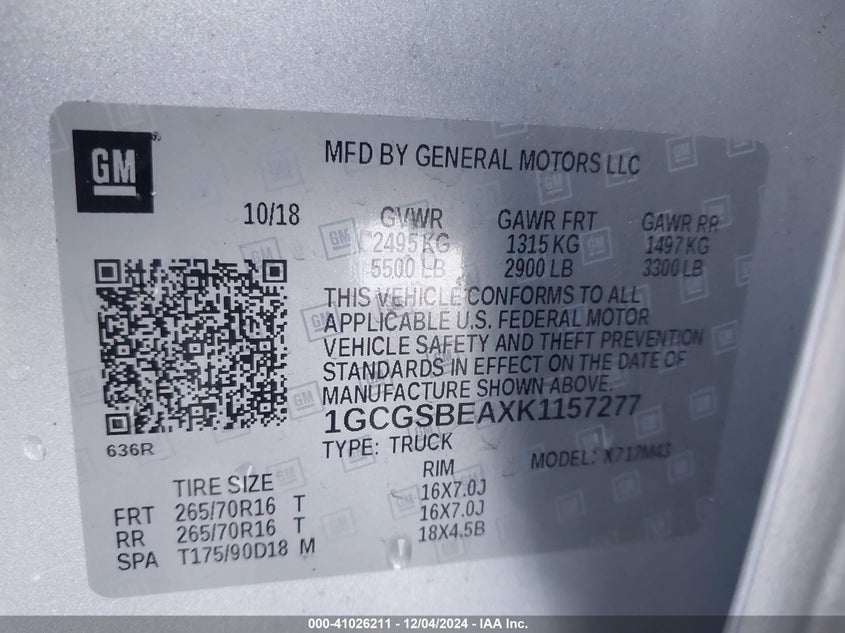 GM
MFD BY GENERAL MOTORS LLC
10/18
GVWR GAWR FRT GAWR RR
2495 KG 1315 KG 1497 KG
5500 LB 2900 LB 3300 LB
THIS VEHICLE CONFORMS TO ALL
APPLICABLE U.S. FEDERAL MOTOR
VEHICLE SAFETY AND THEFT PREVENTION
STANDARDS IN EFFECT ON THE DATE OF
MANUFACTURE SHOWN ABOVE.
1GCGSBEAXK1157277
636R
TYPE: TRUCK MODEL: X712M43
TIRE SIZE RIM
FRT 265/70R16 T 16X7.0J
RR 265/70R16 T 16X7.0J
SPA T175/90D18 M 18X4.5B
000-41026211 - 12/04/2024 - IAA Inc.